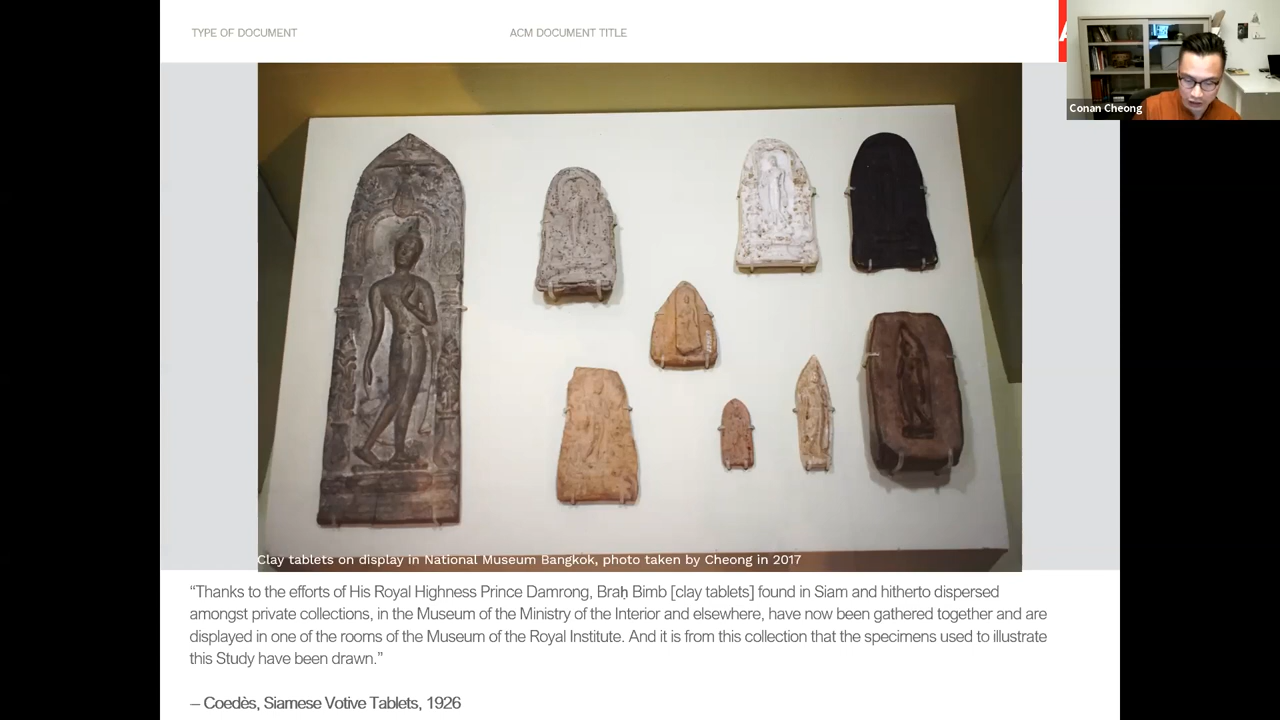 TYPE OF DOCUMENT
ACM DOCUMENT TITLE
Conan Cheong
Clay tablets on display in National Museum Bangkok, photo taken by Cheong in 2017
“Thanks to the efforts of His Royal Highness Prince Damrong, Braḥ Bimb [clay tablets] found in Siam and hitherto dispersed
amongst private collections, in the Museum of the Ministry of the Interior and elsewhere, have now been gathered together and are
displayed in one of the rooms of the Museum of the Royal Institute. And it is from this collection that the specimens used to illustrate
this Study have been drawn.”
– Coedès, Siamese Votive Tablets, 1926